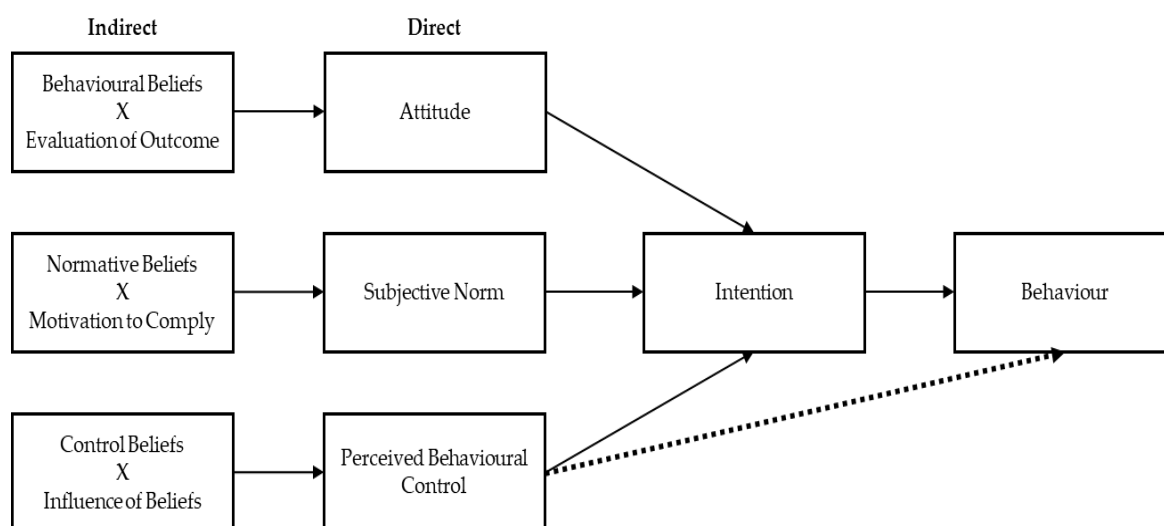 Indirect
Direct
Behavioural Beliefs
X
Evaluation of Outcome
Attitude
Normative Beliefs
X
Motivation to Comply
Subjective Norm
Intention
Behaviour
Control Beliefs
X
Influence of Beliefs
Perceived Behavioural
Control